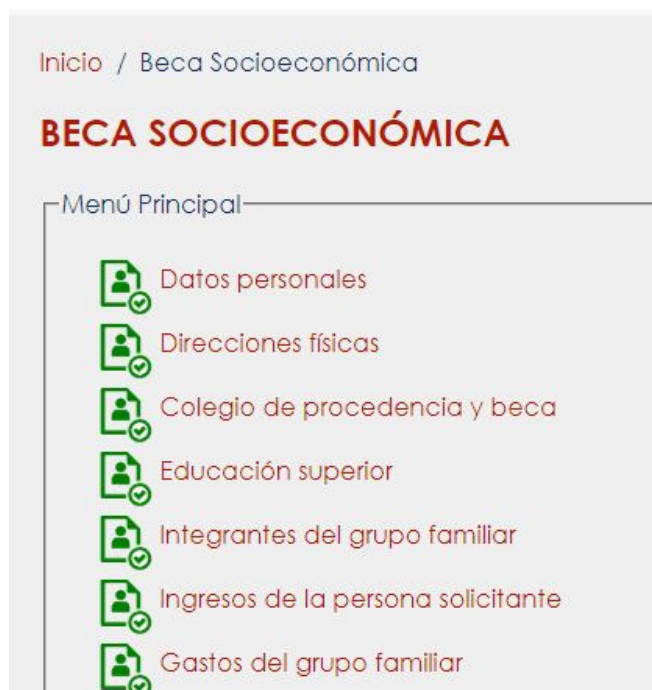 Inicio / Beca Socioeconómica
BECA SOCIOECONÓMICA
Menú Principal
Datos personales
Direcciones físicas
Colegio de procedencia y beca
Educación superior
Integrantes del grupo familiar
Ingresos de la persona solicitante
Gastos del grupo familiar